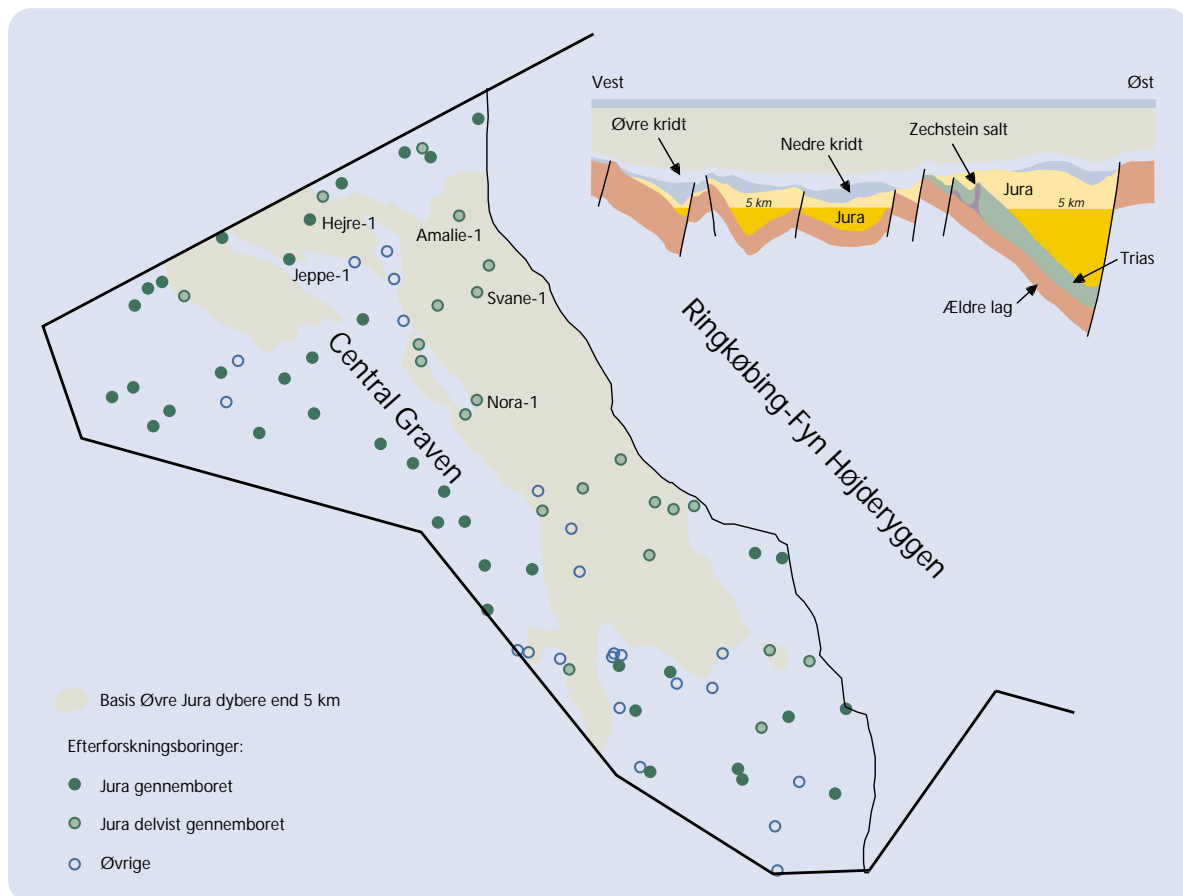 Vest
Øst
Øvre kridt
Zechstein salt
Nedre kridt
Jura
5 km
5 km
Jura
Trias
Ældre lag
Hejre-1
Amalie-1
Jeppe-1
Svane-1
Nora-1
Central Graven
Ringkøbing-Fyn Højderyggen
Basis Øvre Jura dybere end 5 km
Efterforskningsboringer:
Jura gennemboret
Jura delvist gennemboret
Øvrige